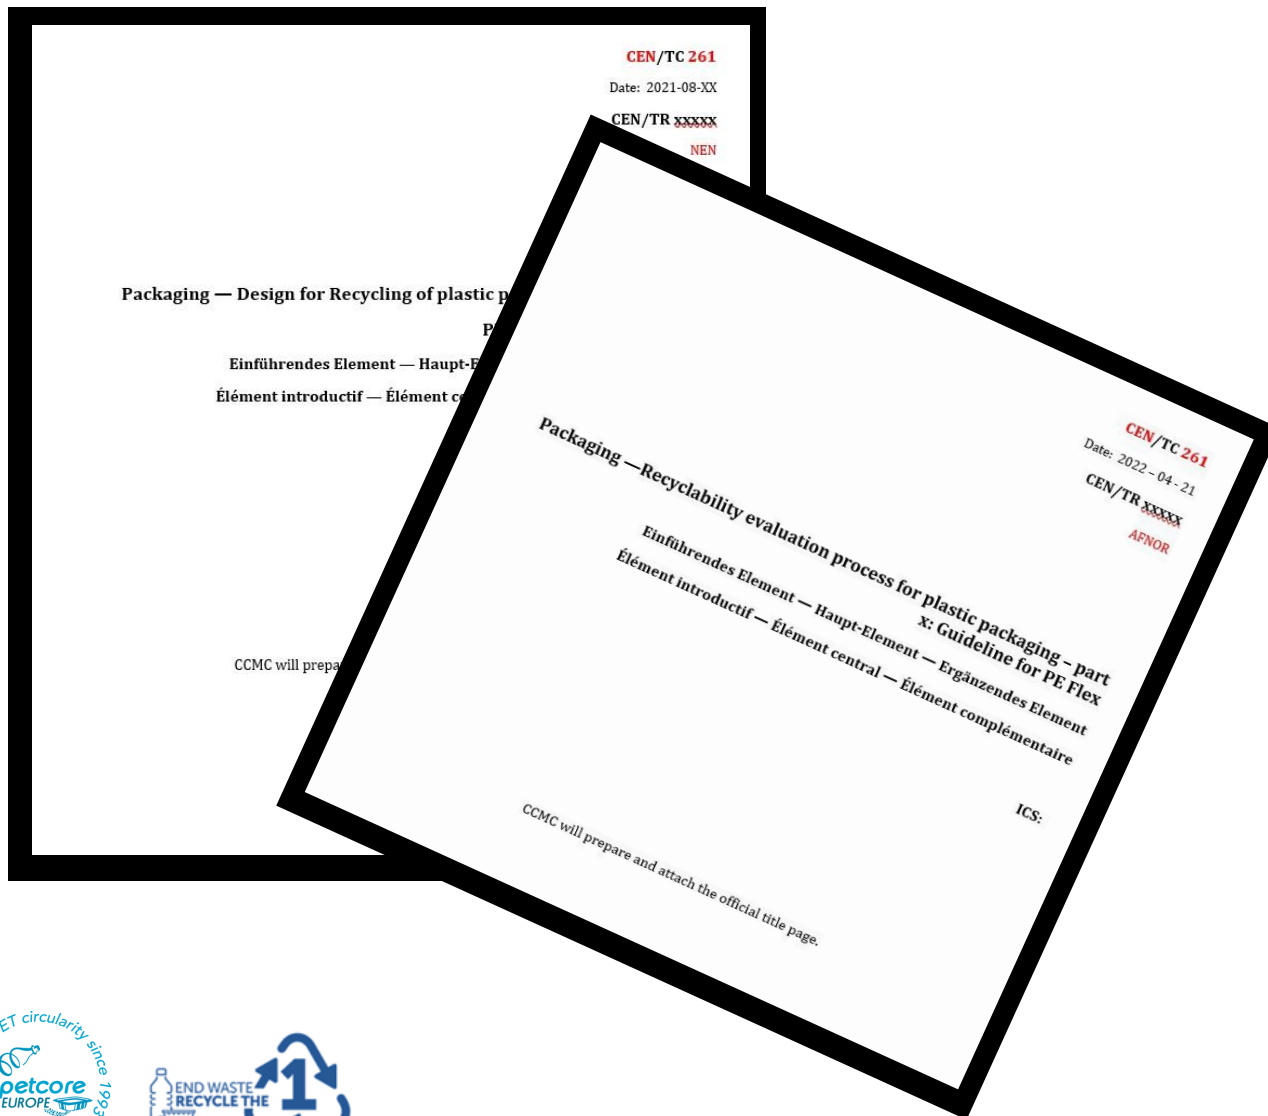 CEN/TC 261
Date: 2021-08-XX
CEN/TR xxxxx
NEN
Packaging — Design for Recycling of plastic p
P
Einführendes Element — Haupt-E
Élément introductif — Élément ce
CCMC will prepa
CEN/TC 261
Date: 2022 – 04 - 21
CEN/TR xxxxx
AFNOR
Packaging —Recyclability evaluation process for plastic packaging – part
x: Guideline for PE Flex
Einführendes Element — Haupt-Element — Ergänzendes Element
Élément introductif — Élément central — Élément complémentaire
ICS:
CCMC will prepare and attach the official title page.
ET circularity since 1993
petcore
EUROPE
END WASTE
RECYCLE THE
1